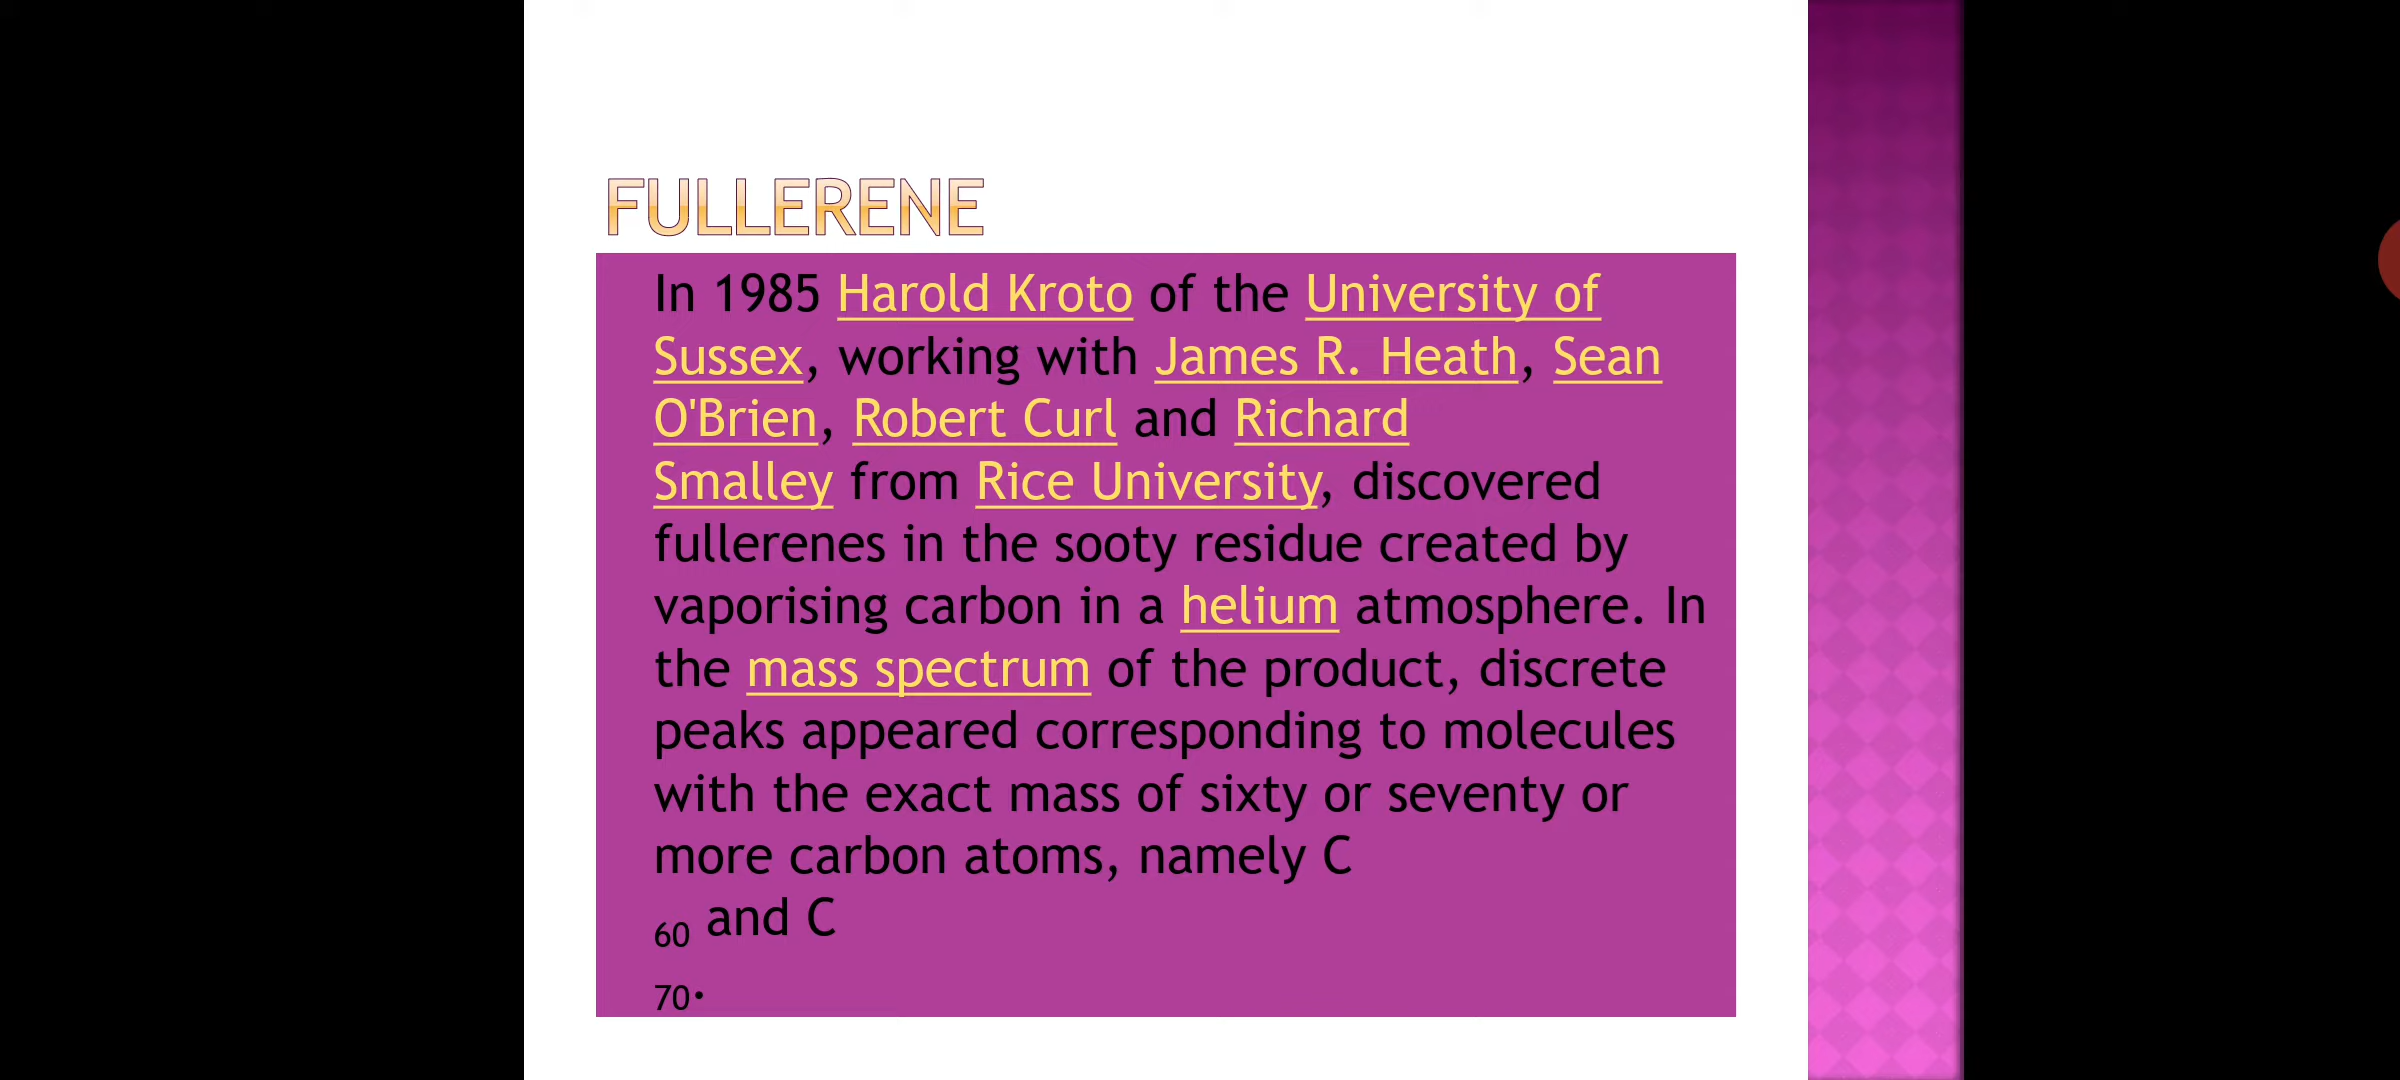 FULLERENE
In 1985 Harold Kroto of the University of
Sussex, working with James R. Heath, Sean
O'Brien, Robert Curl and Richard
Smalley from Rice University, discovered
fullerenes in the sooty residue created by
vaporising carbon in a helium atmosphere. In
the mass spectrum of the product, discrete
peaks appeared corresponding to molecules
with the exact mass of sixty or seventy or
more carbon atoms, namely C
60 and C
70.